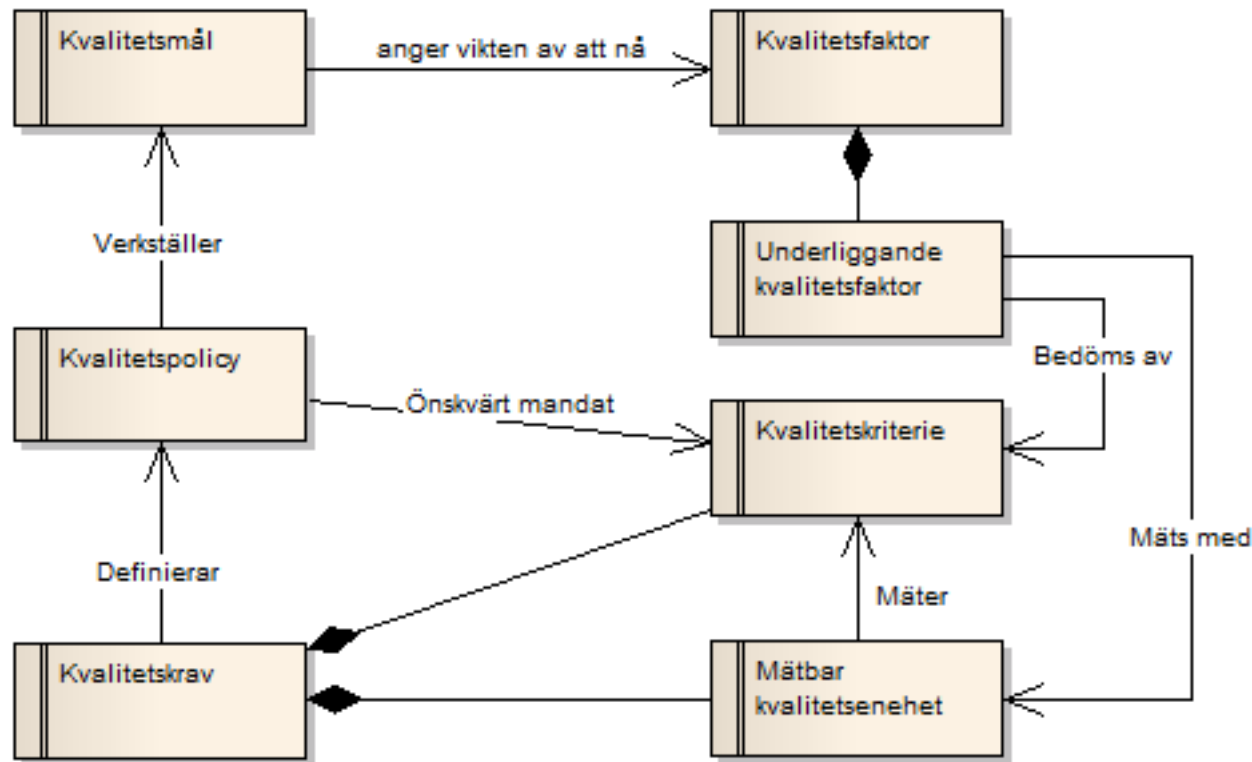 Kvalitetsmål
anger vikten av att nå
Kvalitetsfaktor
Verkställer
Underliggande
kvalitetsfaktor
Bedöms av
Kvalitetspolicy
Önskvärt mandat
Kvalitetskriterie
Mäts med
Definierar
Mäter
Kvalitetskrav
Mätbar
kvalitetsenehet